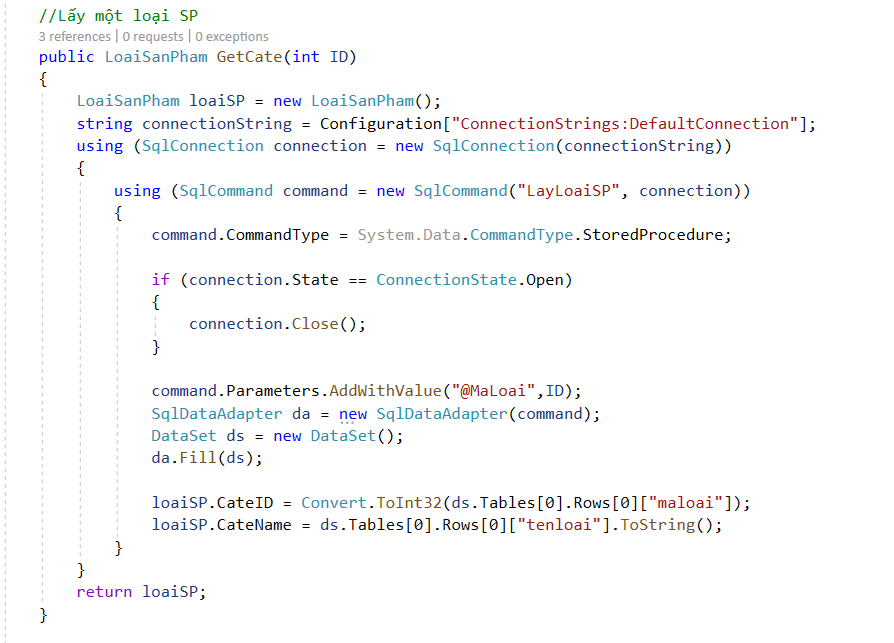 //Lấy một loại SP
3 references | 0 requests | 0 exceptions
public LoaiSanPham GetCate(int ID)
{
LoaiSanPham loaiSP = new LoaiSanPham();
string connectionString = Configuration["ConnectionStrings:DefaultConnection"];
using (SqlConnection connection = new SqlConnection(connectionString))
{
using (SqlCommand command = new SqlCommand("LayLoaiSP", connection))
{
command.CommandType = System.Data.CommandType.StoredProcedure;
if (connection.State == ConnectionState.Open)
{
connection.Close();
}
command.Parameters.AddWithValue("@MaLoai",ID);
SqlDataAdapter da = new SqlDataAdapter(command);
DataSet ds = new DataSet();
da.Fill(ds);
loaiSP.CateID = Convert.ToInt32(ds.Tables[0].Rows[0]["maloai"]);
loaiSP.CateName = ds.Tables[0].Rows[0]["tenloai"].ToString();
}
}
return loaiSP;
}